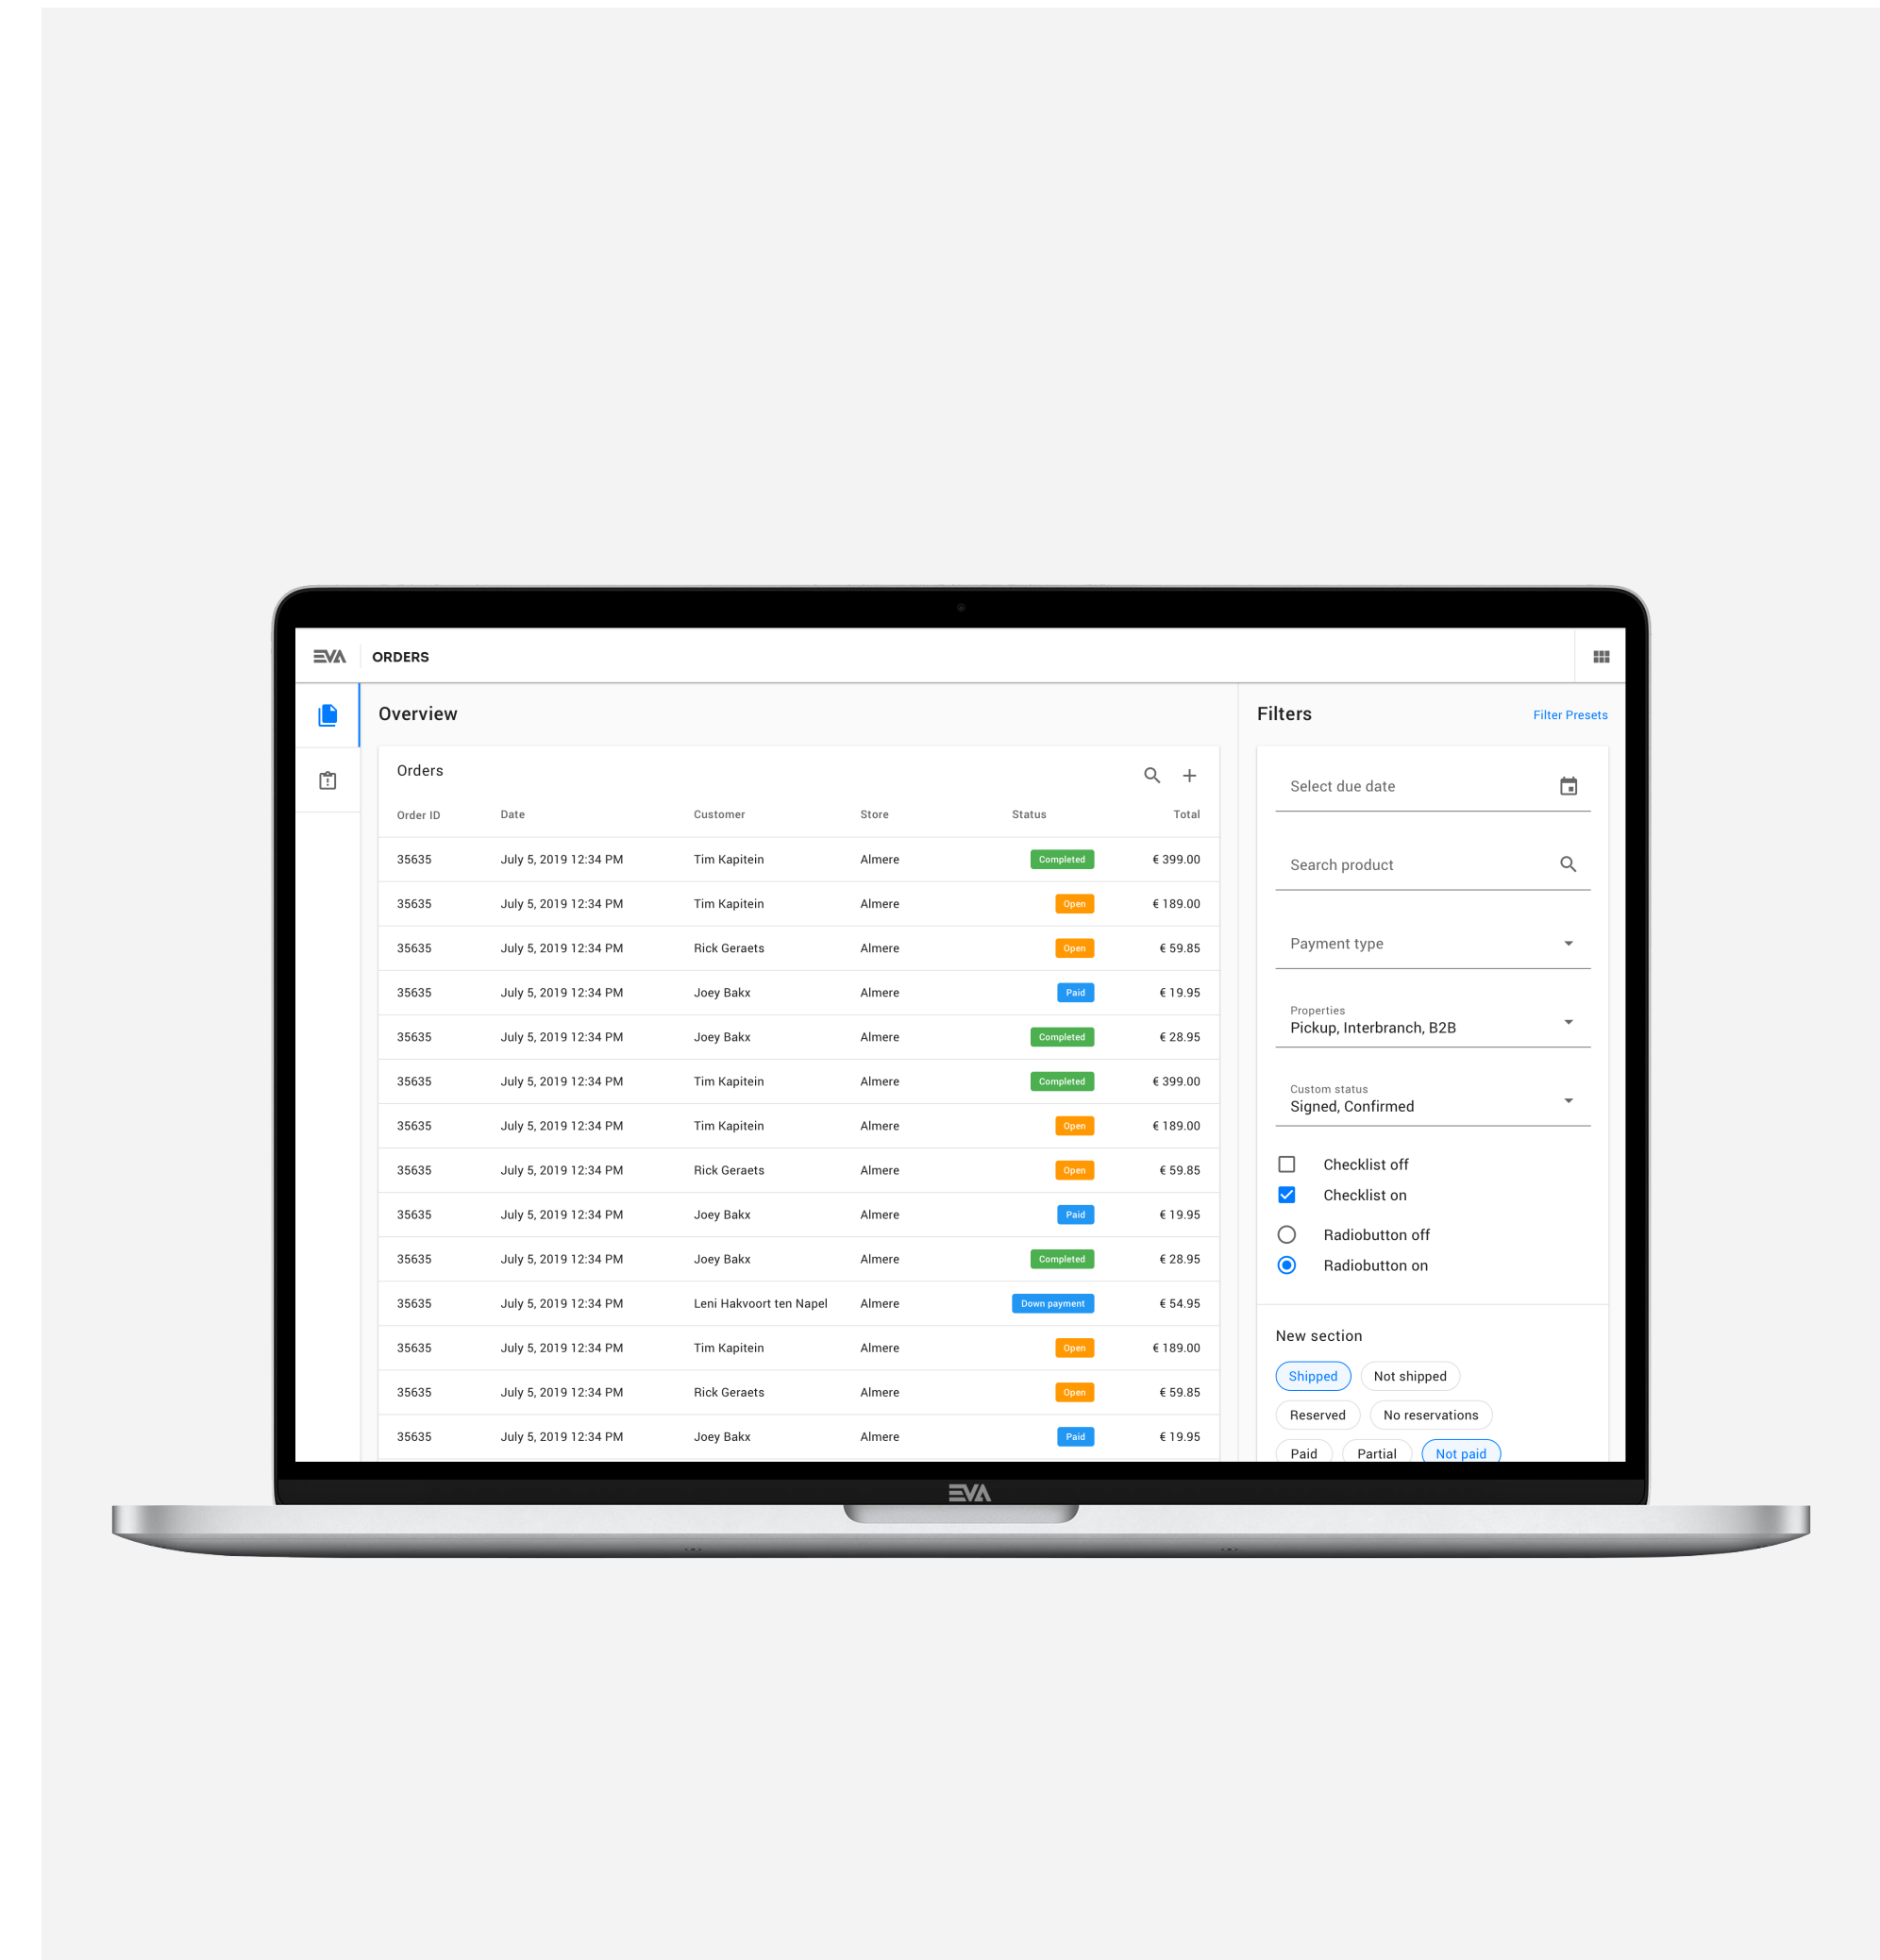 EVA ORDERS
Overview
Orders
Order ID Date Customer Store Status Total
35635 July 5, 2019 12:34 PM Tim Kapitein Almere Completed € 399.00
35635 July 5, 2019 12:34 PM Tim Kapitein Almere Open € 189.00
35635 July 5, 2019 12:34 PM Rick Geraets Almere Open € 59.85
35635 July 5, 2019 12:34 PM Joey Bakx Almere Paid € 19.95
35635 July 5, 2019 12:34 PM Joey Bakx Almere Completed € 28.95
35635 July 5, 2019 12:34 PM Tim Kapitein Almere Completed € 399.00
35635 July 5, 2019 12:34 PM Tim Kapitein Almere Open € 189.00
35635 July 5, 2019 12:34 PM Rick Geraets Almere Open € 59.85
35635 July 5, 2019 12:34 PM Joey Bakx Almere Paid € 19.95
35635 July 5, 2019 12:34 PM Joey Bakx Almere Completed € 28.95
35635 July 5, 2019 12:34 PM Leni Hakvoort ten Napel Almere Down payment € 54.95
35635 July 5, 2019 12:34 PM Tim Kapitein Almere Open € 189.00
35635 July 5, 2019 12:34 PM Rick Geraets Almere Open € 59.85
35635 July 5, 2019 12:34 PM Joey Bakx Almere Paid € 19.95
Filters Filter Presets
Select due date
Search product
Payment type
Properties
Pickup, Interbranch, B2B
Custom status
Signed, Confirmed
Checklist off
Checklist on
Radiobutton off
Radiobutton on
New section
Shipped Not shipped
Reserved No reservations
Paid Partial Not paid
EVA